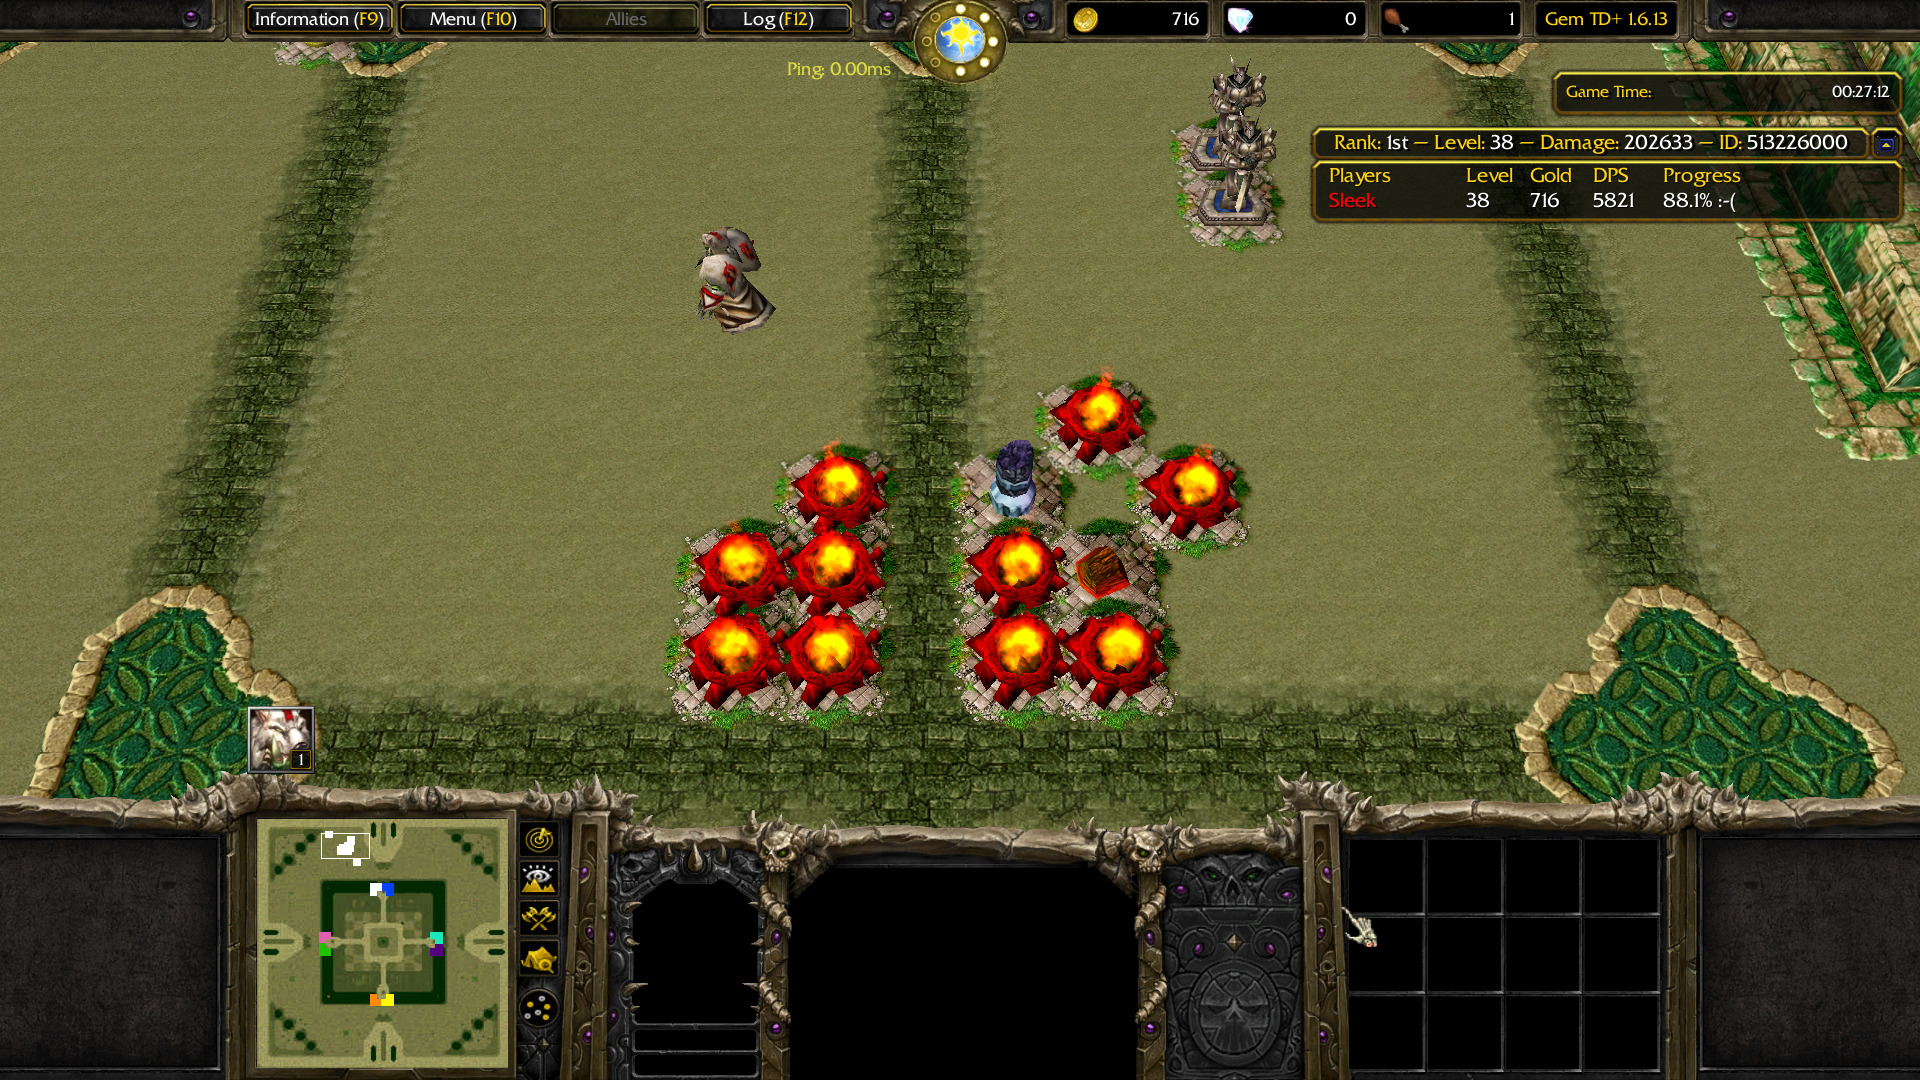 Information (F9) Menu (F10) Allies Log (F12) 716 0 1 Gem TD+ 1.6.13
Ping: 0.00ms
Game Time: 00:27:12
Rank: 1st — Level: 38 — Damage: 202633 — ID: 513226000
Players Level Gold DPS Progress
Sleek 38 716 5821 88.1% :-(
1